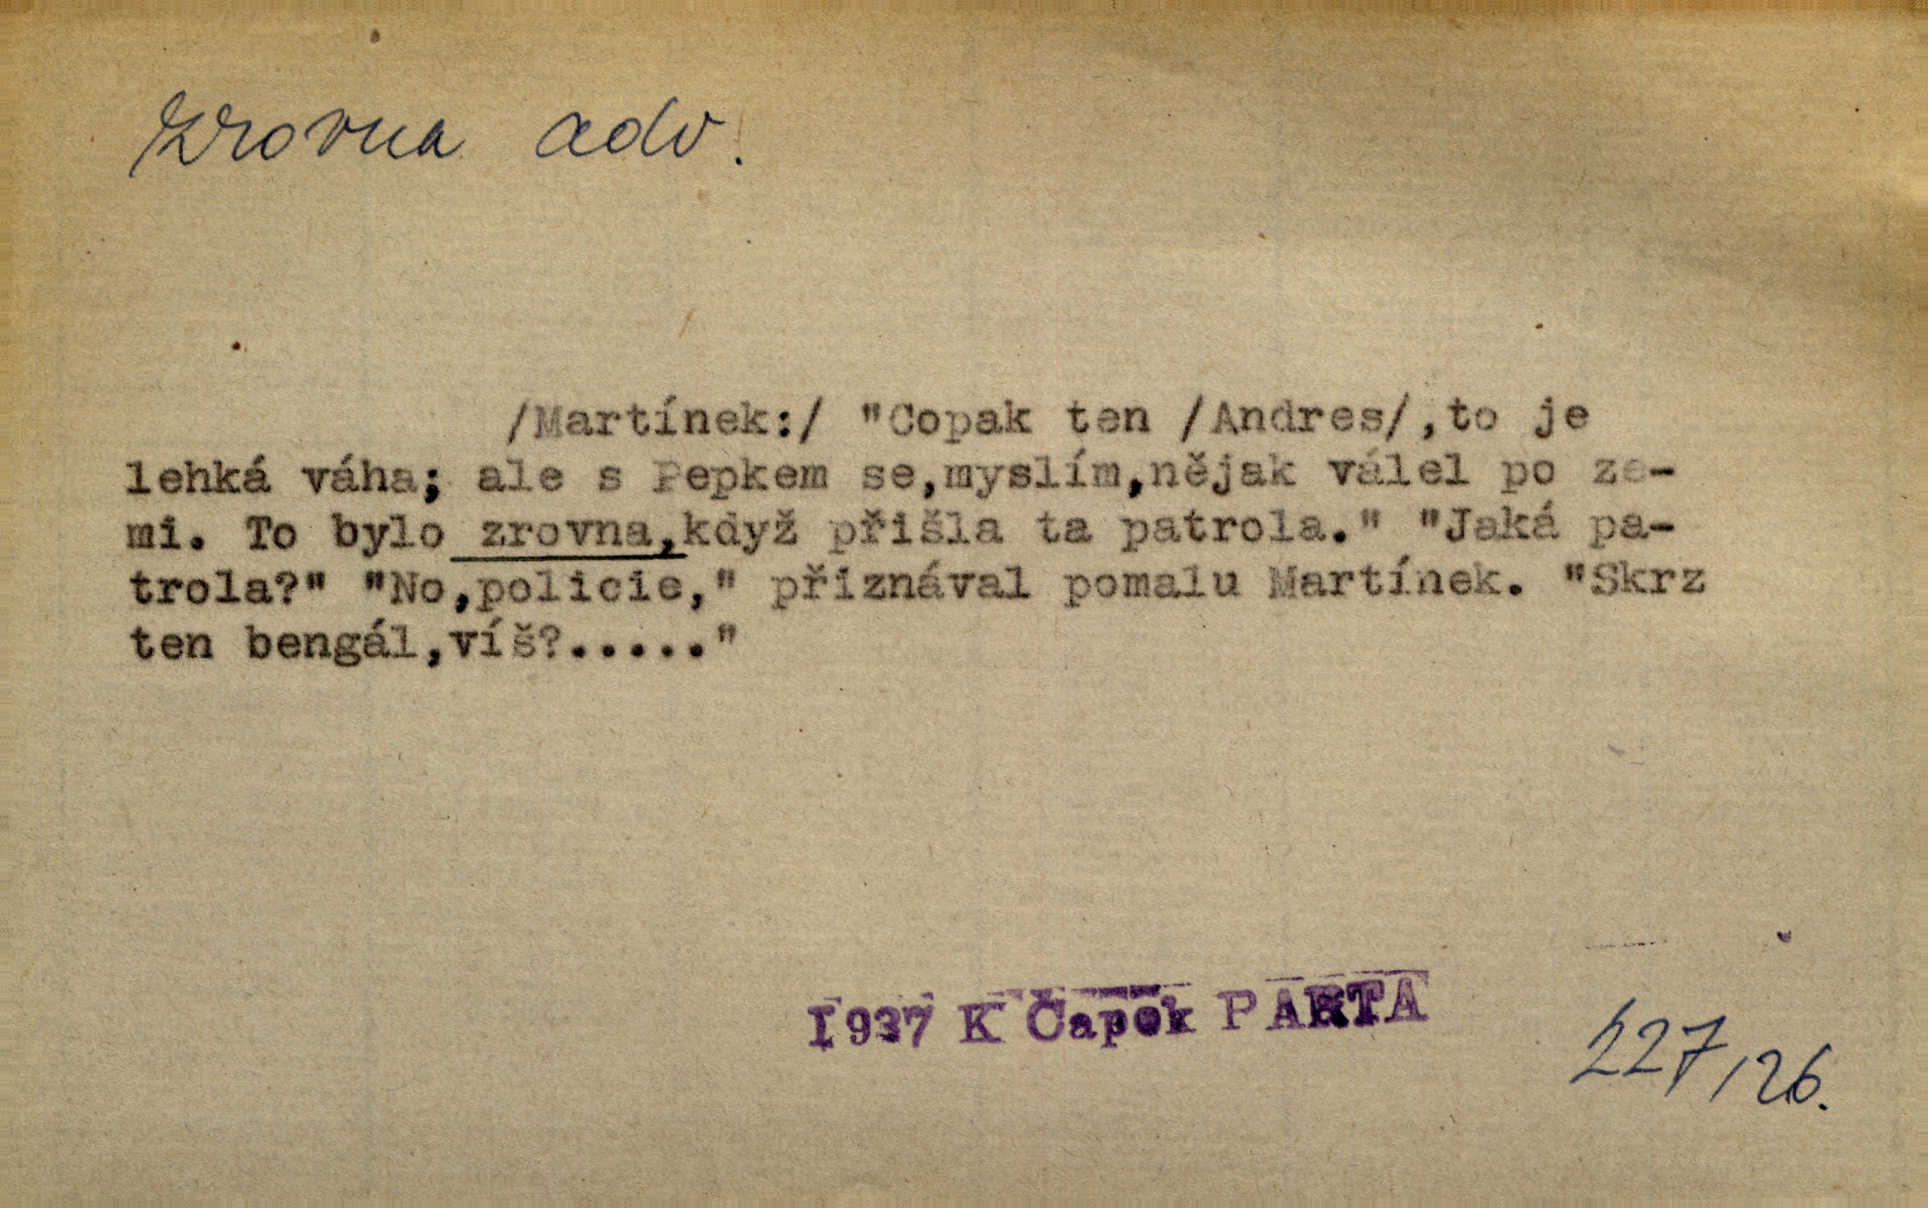 zrovna adv.
/Martínek:/ "Copak ten /Andres/,to je
lehká váha; ale s Pepkem se,myslím,nějak válel po ze-
mi. To bylo zrovna,když přišla ta patrola." "Jaká pa-
trola?" "No,policie," přiznával pomalu Martínek. "Skrz
ten bengál,víš?....."
1937 K Čapek PARTA
227/26.